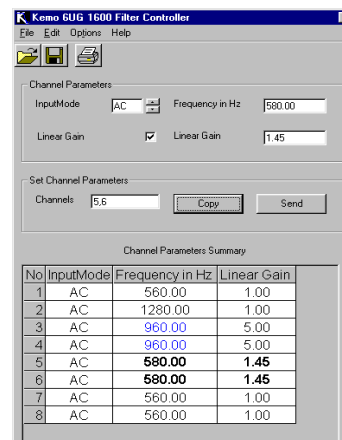 Kemo 6UG 1600 Filter Controller
File Edit Options Help
Channel Parameters
InputMode AC Frequency in Hz 580.00
Linear Gain Linear Gain 1.45
Set Channel Parameters
Channels 5,6 Copy Send
Channel Parameters Summary
No InputMode Frequency in Hz Linear Gain
1 AC 560.00 1.00
2 AC 1280.00 1.00
3 AC 960.00 5.00
4 AC 960.00 5.00
5 AC 580.00 1.45
6 AC 580.00 1.45
7 AC 560.00 1.00
8 AC 560.00 1.00